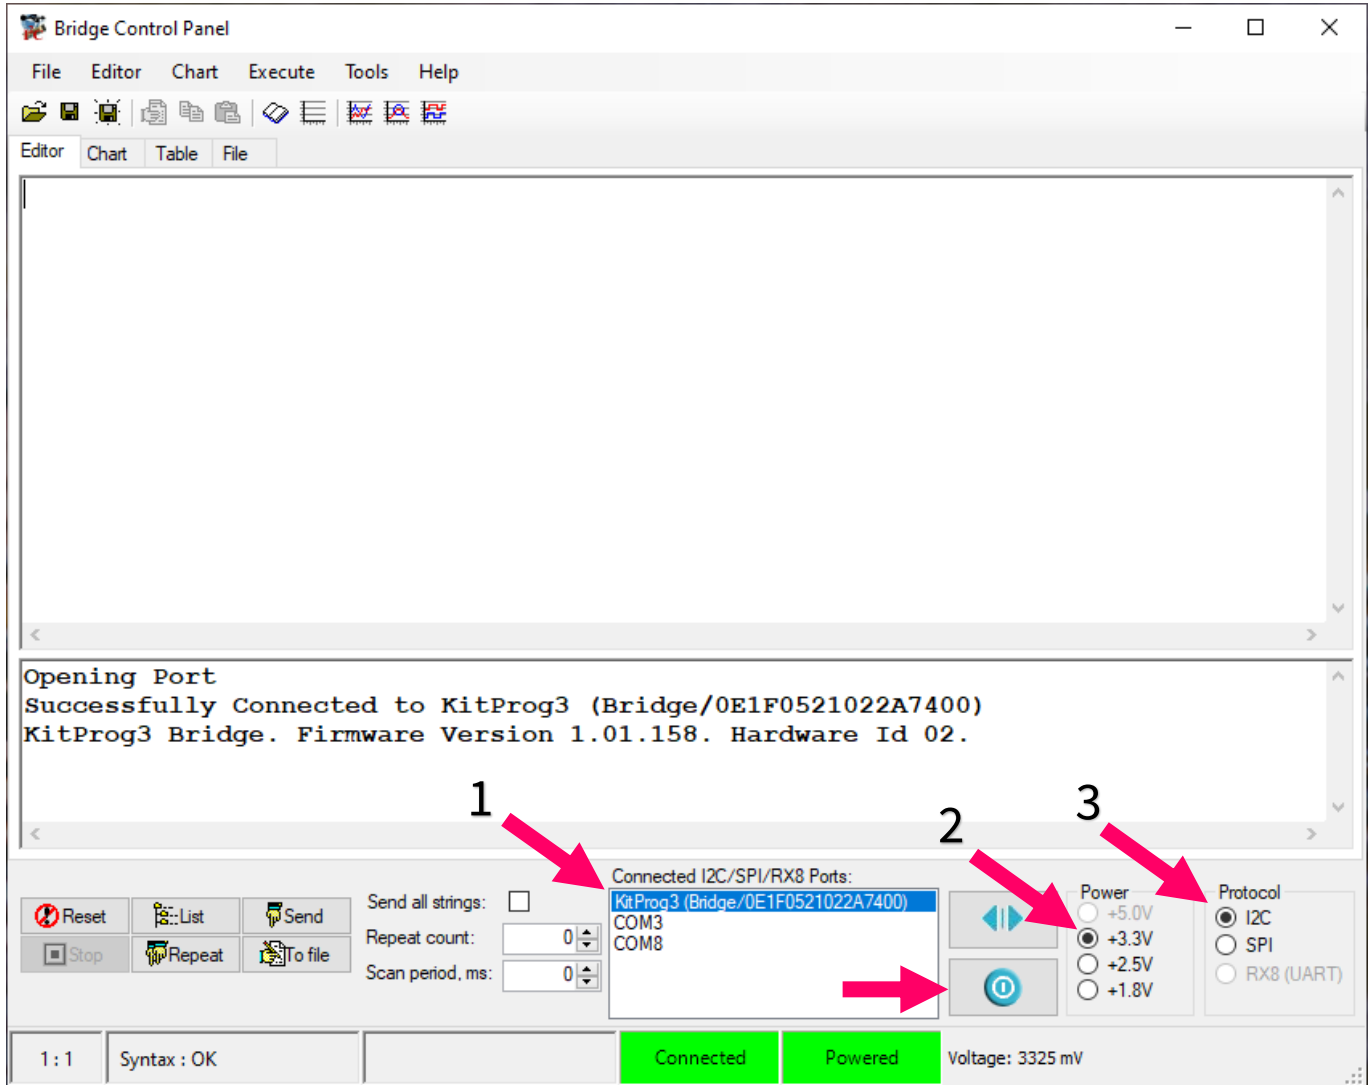 Bridge Control Panel
File Editor Chart Execute Tools Help
Editor Chart Table File
Opening Port
Successfully Connected to KitProg3 (Bridge/0E1F0521022A7400)
KitProg3 Bridge. Firmware Version 1.01.158. Hardware Id 02.
1
2
3
Connected I2C/SPI/RX8 Ports:
KitProg3 (Bridge/0E1F0521022A7400)
COM3
COM8
Reset List Send
Stop Repeat To file
Send all strings:
Repeat count: 0
Scan period, ms: 0
Power
+5.0V
+3.3V
+2.5V
+1.8V
Protocol
I2C
SPI
RX8 (UART)
1 : 1 Syntax : OK Connected Powered Voltage: 3325 mV